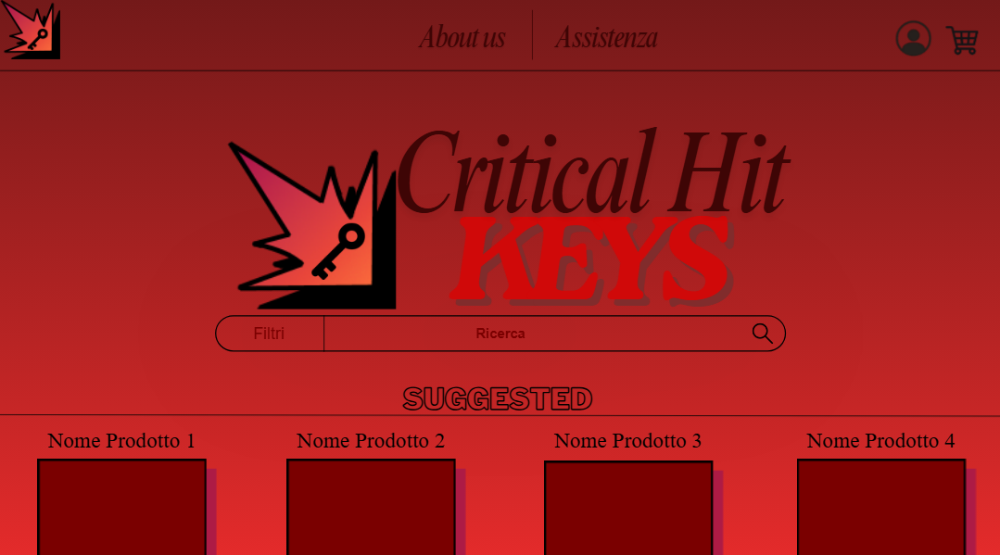 About us
Assistenza
Critical Hit
KEYS
Filtri
Ricerca
SUGGESTED
Nome Prodotto 1
Nome Prodotto 2
Nome Prodotto 3
Nome Prodotto 4